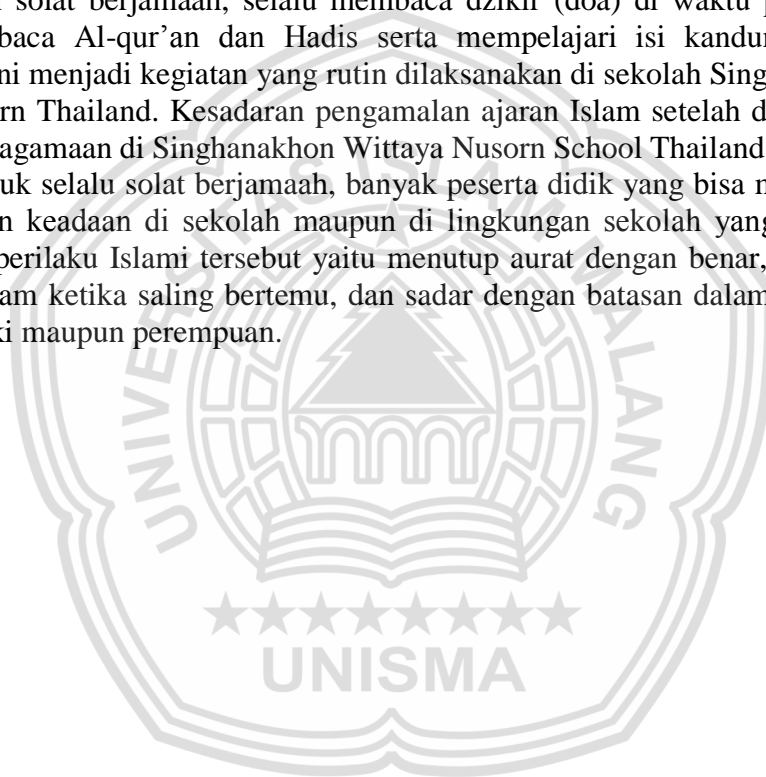 solat berjamaah, selalu membaca dzikir (doa) di waktu
baca Al-qur'an dan Hadis serta mempelajari isi
ni menjadi kegiatan yang rutin dilaksanakan di sekolah
rn Thailand. Kesadaran pengamalan ajaran Islam setelah
agamaan di Singhanakhon Wittaya Nusorn School Thailand
uk selalu solat berjamaah, banyak peserta didik yang bisa
n keadaan di sekolah maupun di lingkungan sekolah yang
perilaku Islami tersebut yaitu menutup aurat dengan benar,
am ketika saling bertemu, dan sadar dengan batasan dalam
ki maupun perempuan.
UNIVERSITAS ISLAM MALANG
UNISMA